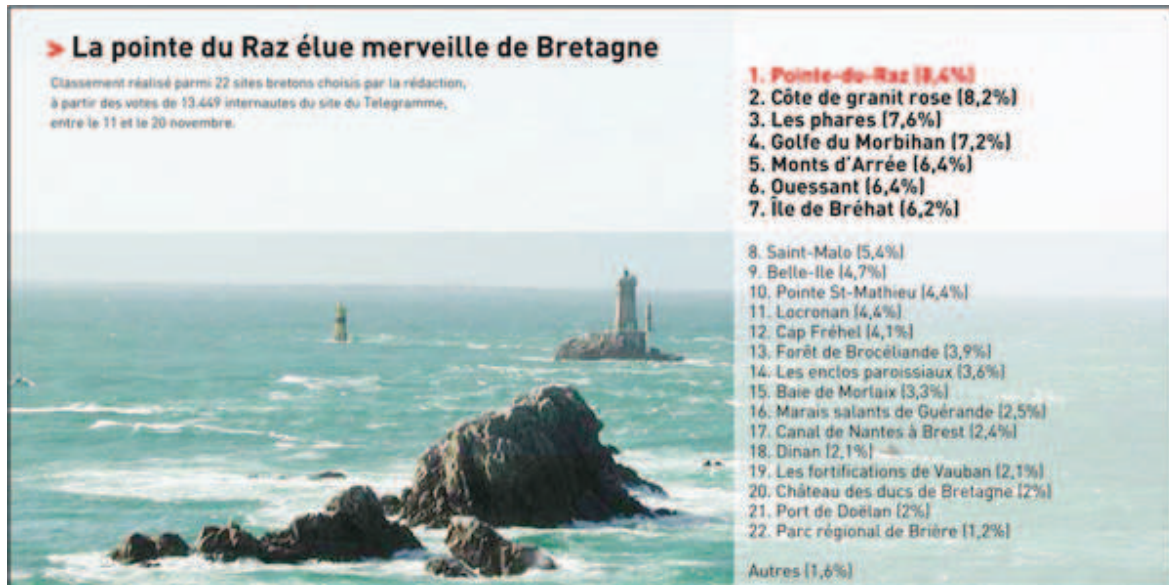 > La pointe du Raz élue merveille de Bretagne
Classement réalisé parmi 22 sites bretons choisis par la rédaction,
à partir des votes de 13.449 internautes du site du Telegramme,
entre le 11 et le 20 novembre.
1. Pointe-du-Raz (8,4%)
2. Côte de granit rose (8,2%)
3. Les phares (7,6%)
4. Golfe du Morbihan (7,2%)
5. Monts d'Arrée (6,4%)
6. Ouessant (6,4%)
7. Île de Bréhat (6,2%)
8. Saint-Malo (5,4%)
9. Belle-Ile (4,7%)
10. Pointe St-Mathieu (4,4%)
11. Locronan (4,4%)
12. Cap Fréhel (4,1%)
13. Forêt de Brocéliande (3,9%)
14. Les enclos paroissiaux (3,6%)
15. Baie de Morlaix (3,3%)
16. Marais salants de Guérande (2,5%)
17. Canal de Nantes à Brest (2,4%)
18. Dinan (2,1%)
19. Les fortifications de Vauban (2,1%)
20. Château des ducs de Bretagne (2%)
21. Port de Doëlan (2%)
22. Parc régional de Brière (1,2%)
Autres (1,6%)